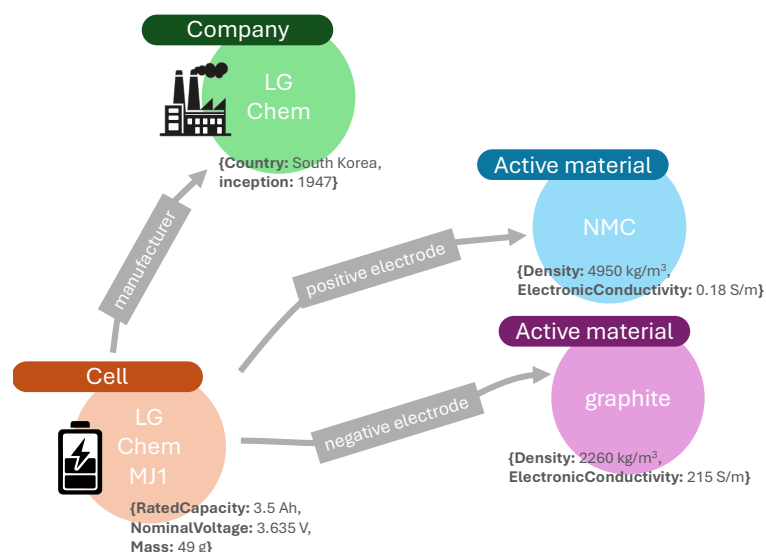 Company
LG
Chem
{Country: South Korea,
inception: 1947}
manufacturer
Active material
NMC
{Density: 4950 kg/m³,
ElectronicConductivity: 0.18 S/m}
positive electrode
Active material
graphite
{Density: 2260 kg/m³,
ElectronicConductivity: 215 S/m}
negative electrode
Cell
LG
Chem
MJ1
{RatedCapacity: 3.5 Ah,
NominalVoltage: 3.635 V,
Mass: 49 g}